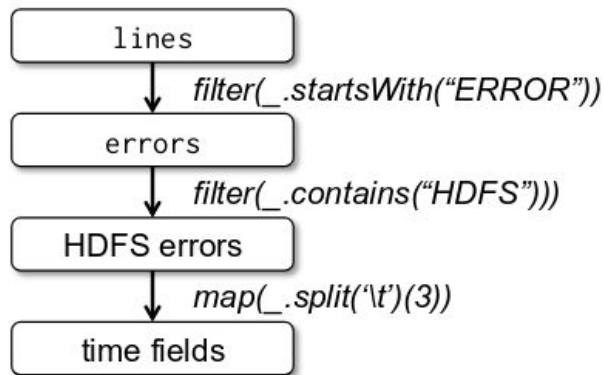 lines
filter(_.startsWith(“ERROR”))
errors
filter(_.contains(“HDFS”)))
HDFS errors
map(_.split(‘\t’)(3))
time fields